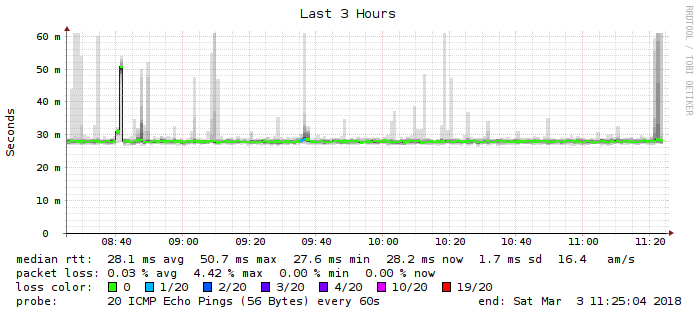 Last 3 Hours
RRDTOOL / TOBI OETIKER
Seconds
60 m
50 m
40 m
30 m
20 m
10 m
0
08:40 09:00 09:20 09:40 10:00 10:20 10:40 11:00 11:20
median rtt: 28.1 ms avg 50.7 ms max 27.6 ms min 28.2 ms now 1.7 ms sd 16.4 am/s
packet loss: 0.03 % avg 4.42 % max 0.00 % min 0.00 % now
loss color: 0 1/20 2/20 3/20 4/20 10/20 19/20
probe: 20 ICMP Echo Pings (56 Bytes) every 60s end: Sat Mar 3 11:25:04 2018